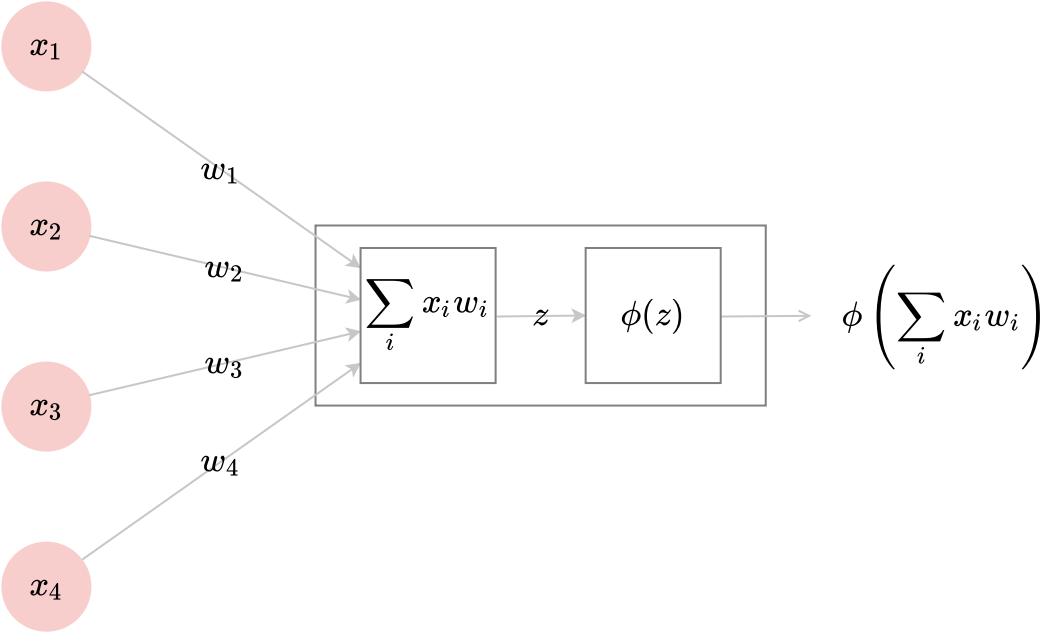 x₁
w₁
x₂
w₂
∑ᵢ xᵢwᵢ
z
ϕ(z)
ϕ(∑ᵢ xᵢwᵢ)
w₃
x₃
w₄
x₄